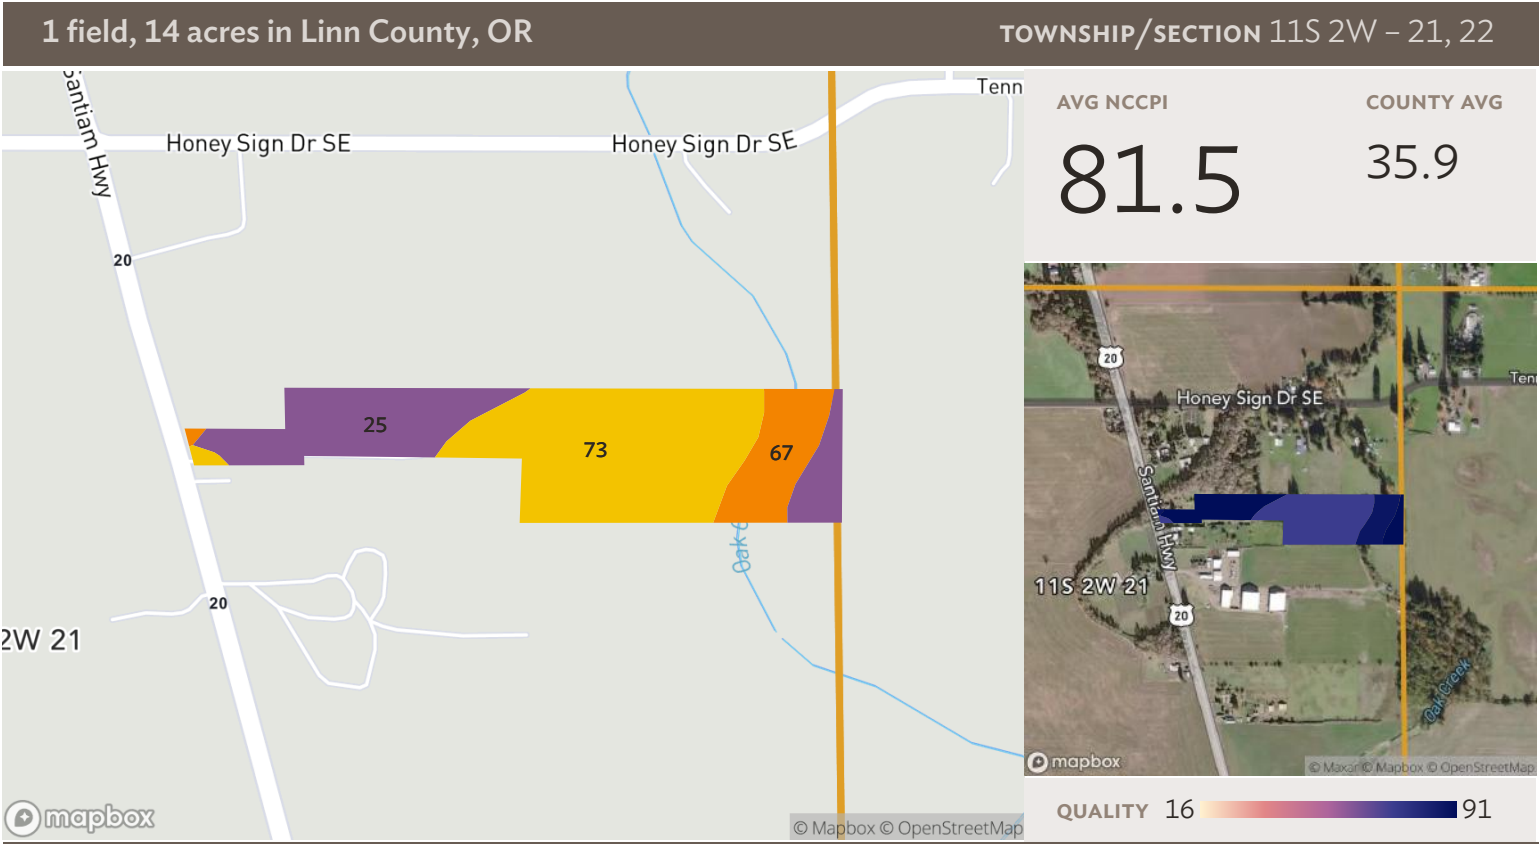 1 field, 14 acres in Linn County, OR
TOWNSHIP/SECTION 11S 2W – 21, 22
Santiam Hwy
Honey Sign Dr SE
Honey Sign Dr SE
Tenn
20
25
73
67
Oak C
20
2W 21
mapbox
© Mapbox © OpenStreetMap
AVG NCCPI
81.5
COUNTY AVG
35.9
20
Honey Sign Dr SE
Ten
Santiam Hwy
11S 2W 21
20
Oak Creek
mapbox
© Maxar © Mapbox © OpenStreetMap
QUALITY 16 91